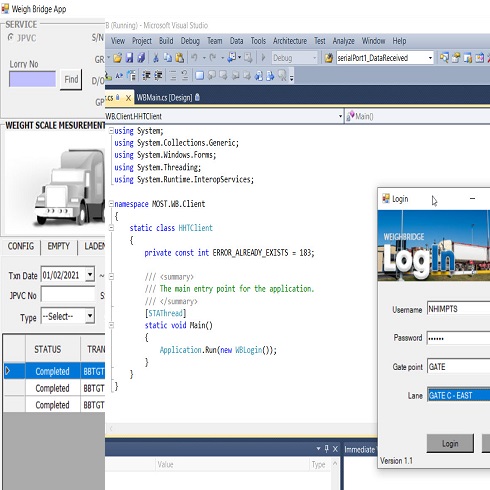 Weigh Bridge App
SERVICE
JPVC
S/N
GR
Lorry No
Find
D/O
GP
WEIGHT SCALE MESUREMENT
CONFIG
EMPTY
LADEN
Txn Date 01/02/2021 ~
JPVC No
S
Type --Select--
STATUS TRAN
Completed BBTGT
Completed BBTGT
Completed BBTGT
B (Running) - Microsoft Visual Studio
View Project Build Debug Team Data Tools Architecture Test Analyze Window Help
Debug serialPort1_DataReceived
.cs X WBMain.cs [Design]
WB.Client.HHTClient Main()
using System;
using System.Collections.Generic;
using System.Windows.Forms;
using System.Threading;
using System.Runtime.InteropServices;
namespace MOST.WB.Client
{
static class HHTClient
{
private const int ERROR_ALREADY_EXISTS = 183;
/// <summary>
/// The main entry point for the application.
/// </summary>
[STAThread]
static void Main()
{
Application.Run(new WBLogin());
}
}
}
Value Type
Immediate
Login
WEIGHBRIDGE
LogIn
Username NHIMPTS
Password ••••••
Gate point GATE
Lane GATE C - EAST
Login
Version 1.1